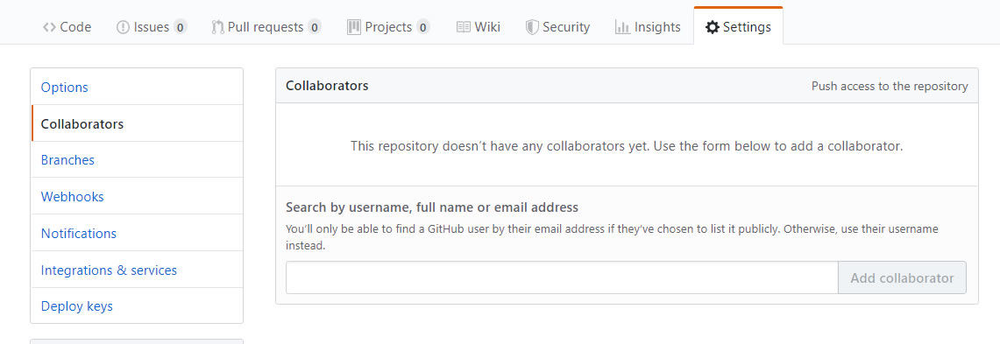 Code Issues 0 Pull requests 0 Projects 0 Wiki Security Insights Settings
Options
Collaborators
Branches
Webhooks
Notifications
Integrations & services
Deploy keys
Collaborators Push access to the repository
This repository doesn't have any collaborators yet. Use the form below to add a collaborator.
Search by username, full name or email address
You'll only be able to find a GitHub user by their email address if they've chosen to list it publicly. Otherwise, use their username
instead.
Add collaborator